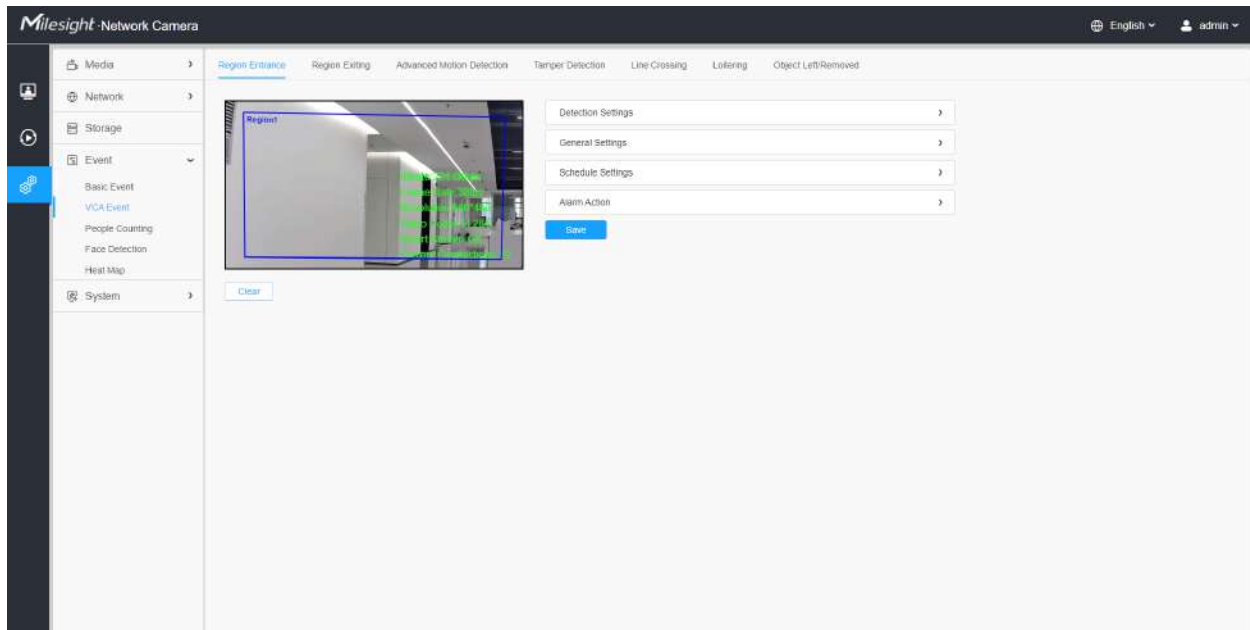 Milesight -Network Camera
English
admin
Media
Network
Storage
Event
Basic Event
VCA Event
People Counting
Face Detection
Heat Map
System
Region Entrance Region Exiting Advanced Motion Detection Tamper Detection Line Crossing Loitering Object Left/Removed
Region1
Clear
Detection Settings
General Settings
Schedule Settings
Alarm Action
Save